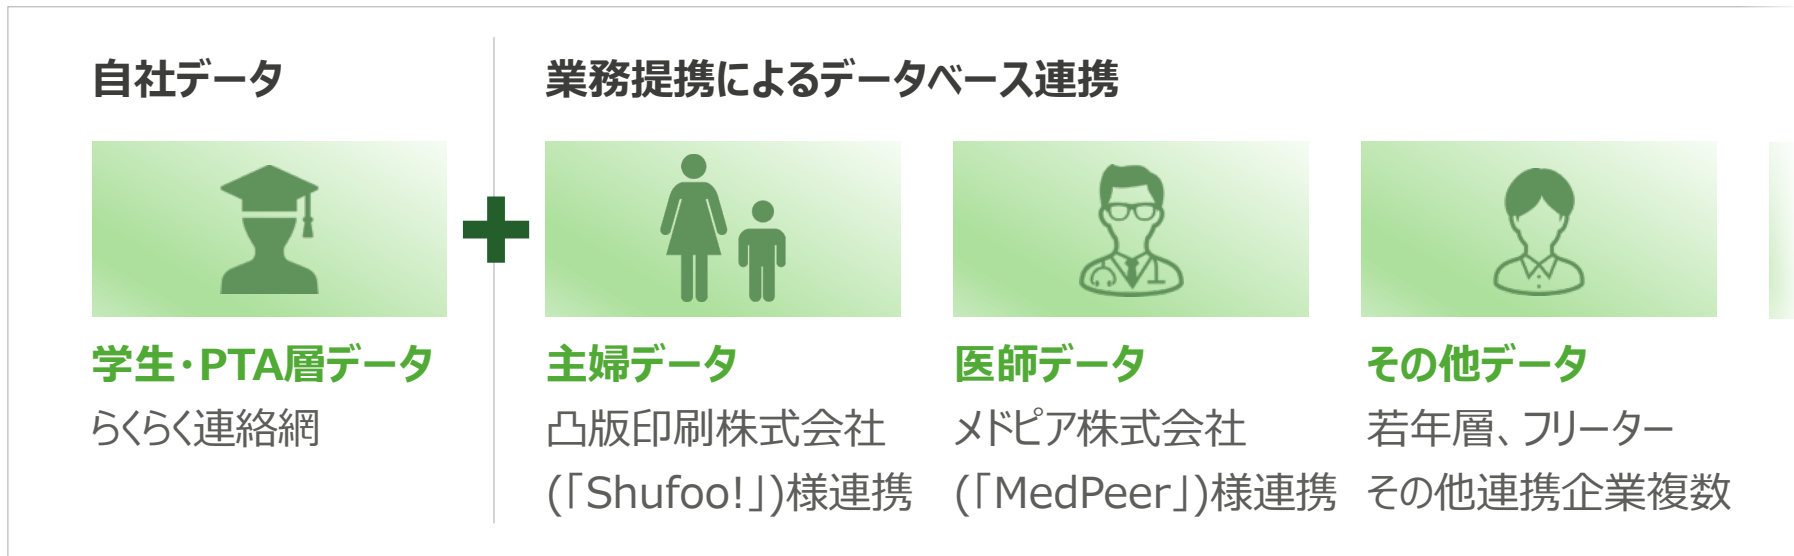 自社データ
業務提携によるデータベース連携
学生・PTA層データ
らくらく連絡網
主婦データ
凸版印刷株式会社
(「Shufoo!」)様連携
医師データ
メドピア株式会社
(「MedPeer」)様連携
その他データ
若年層、フリーター
その他連携企業複数